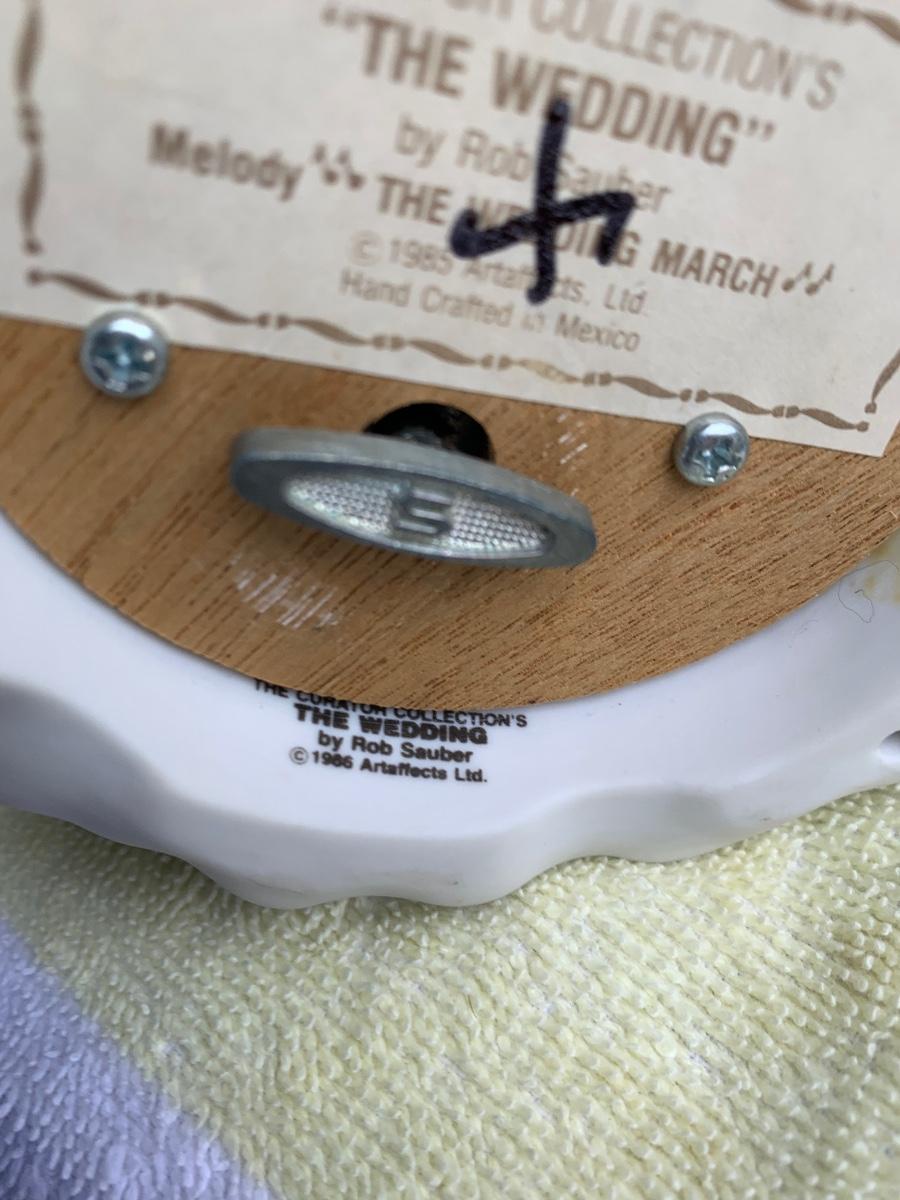 COLLECTION'S
"THE WEDDING"
by Rob Sauber
Melody THE WEDDING MARCH
© 1985 Artaffects, Ltd.
Hand Crafted in Mexico
S
THE CURATOR COLLECTION'S
THE WEDDING
by Rob Sauber
© 1986 Artaffects Ltd.